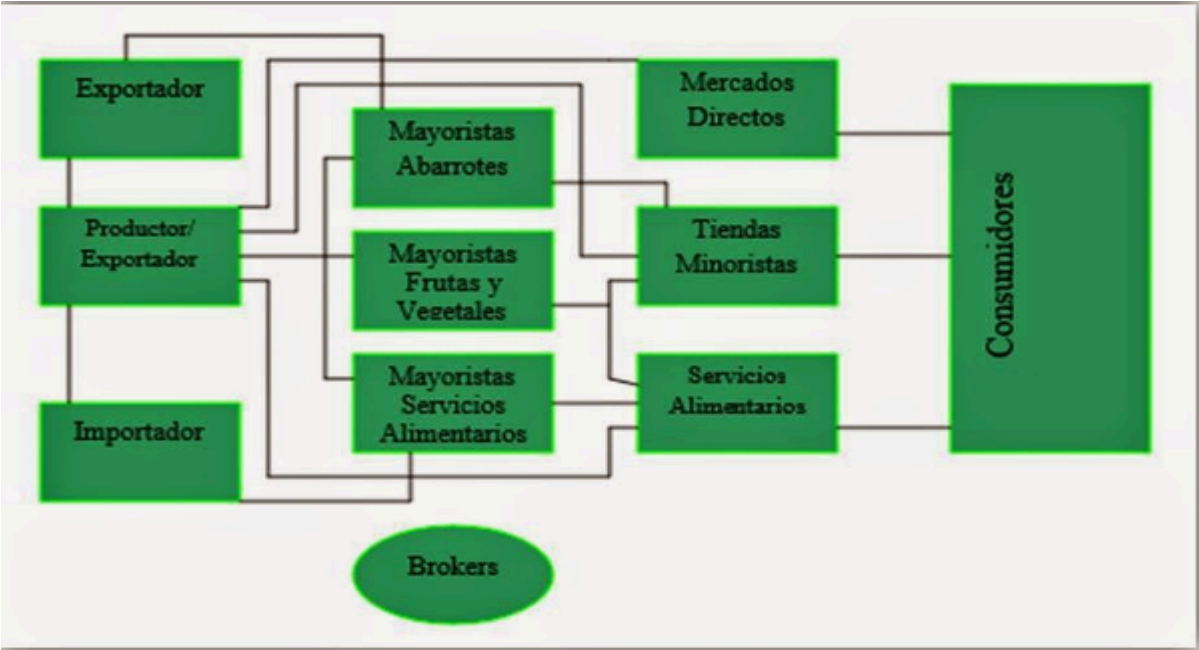 Exportador
Productor/
Exportador
Importador
Mayoristas
Abarrotes
Mayoristas
Frutas y
Vegetales
Mayoristas
Servicios
Alimentarios
Brokers
Mercados
Directos
Tiendas
Minoristas
Servicios
Alimentarios
Consumidores